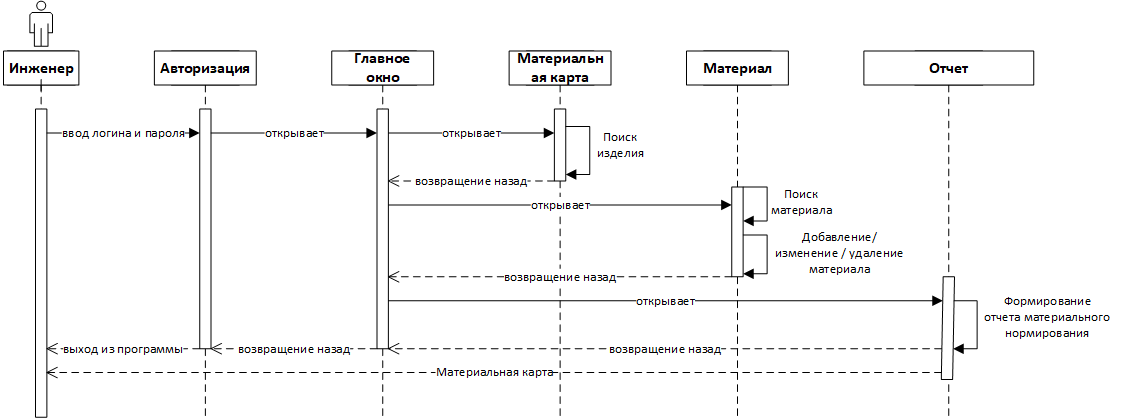 Инженер
Авторизация
Главное
окно
Материальн
ая карта
Материал
Отчет
ввод логина и пароля
открывает
открывает
Поиск
изделия
возвращение назад
Поиск
материала
открывает
Добавление/
изменение / удаление
материала
возвращение назад
открывает
Формирование
отчета материального
нормирования
выход из программы
возвращение назад
возвращение назад
Материальная карта